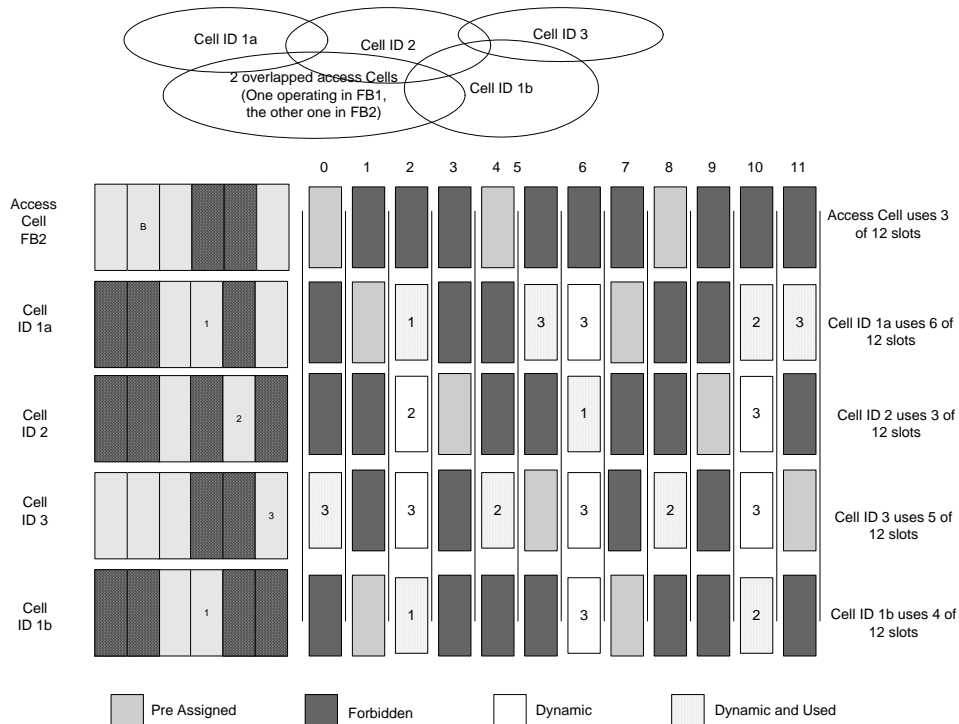 Cell ID 1a
Cell ID 2
Cell ID 3
2 overlapped access Cells
(One operating in FB1,
the other one in FB2)
Cell ID 1b
0 1 2 3 4 5 6 7 8 9 10 11
Access
Cell
FB2
B
Access Cell uses 3
of 12 slots
Cell
ID 1a
1
1 3 3 2 3
Cell ID 1a uses 6 of
12 slots
Cell
ID 2
2
2 1 3
Cell ID 2 uses 3 of
12 slots
Cell
ID 3
3
3 3 2 3 2 3
Cell ID 3 uses 5 of
12 slots
Cell
ID 1b
1
1 3 2
Cell ID 1b uses 4 of
12 slots
Pre Assigned
Forbidden
Dynamic
Dynamic and Used